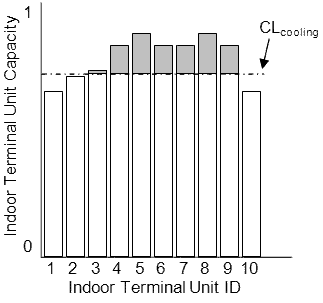 1
CLcooling
Indoor Terminal Unit Capacity
0
1 2 3 4 5 6 7 8 9 10
Indoor Terminal Unit ID